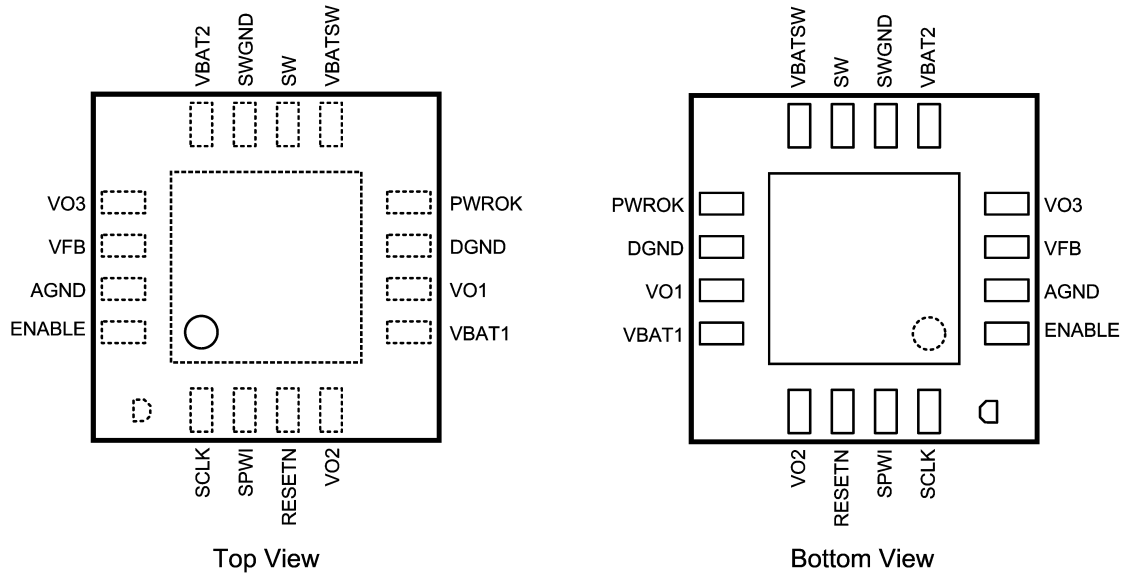 VBAT2
SWGND
SW
VBATSW
VO3
VFB
AGND
ENABLE
PWROK
DGND
VO1
VBAT1
SCLK
SPWI
RESETN
VO2
Top View
VBATSW
SW
SWGND
VBAT2
PWROK
DGND
VO1
VBAT1
VO3
VFB
AGND
ENABLE
VO2
RESETN
SPWI
SCLK
Bottom View